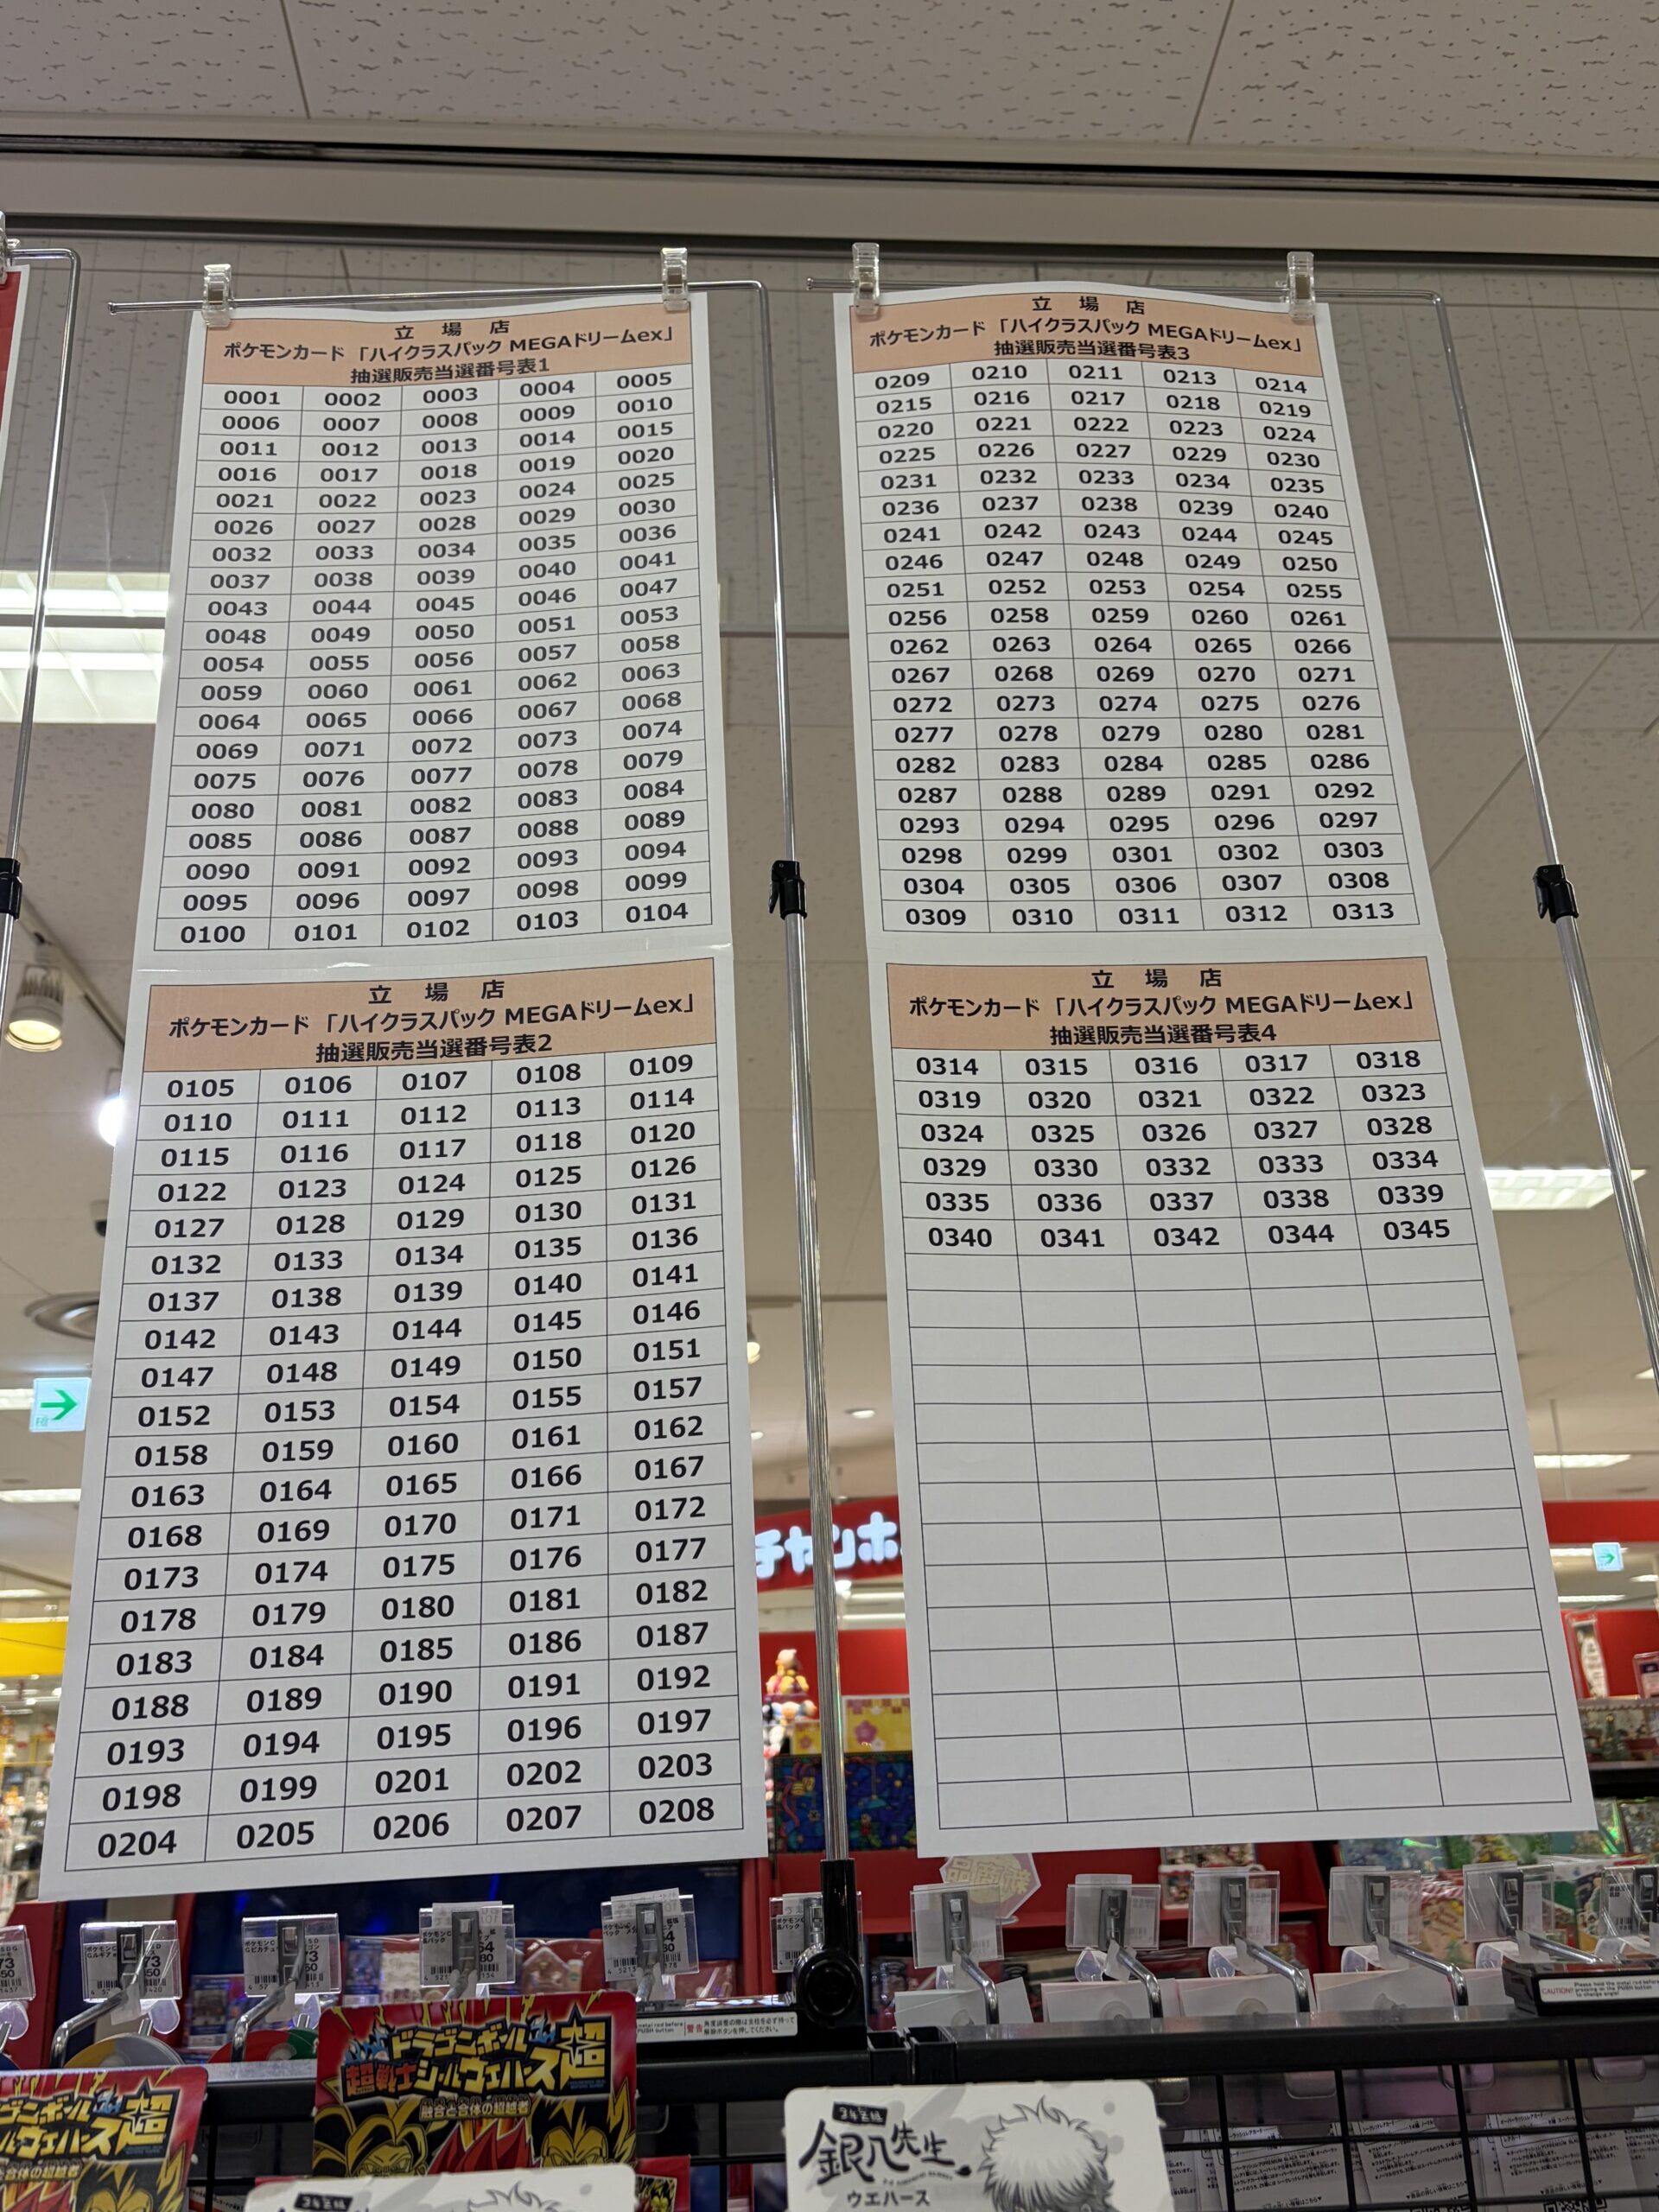 立 場 店
ポケモンカード 「ハイクラスパック MEGAドリームex」
抽選販売当選番号表1
0001 0002 0003 0004 0005
0006 0007 0008 0009 0010
0011 0012 0013 0014 0015
0016 0017 0018 0019 0020
0021 0022 0023 0024 0025
0026 0027 0028 0029 0030
0032 0033 0034 0035 0036
0037 0038 0039 0040 0041
0043 0044 0045 0046 0047
0048 0049 0050 0051 0053
0054 0055 0056 0057 0058
0059 0060 0061 0062 0063
0064 0065 0066 0067 0068
0069 0071 0072 0073 0074
0075 0076 0077 0078 0079
0080 0081 0082 0083 0084
0085 0086 0087 0088 0089
0090 0091 0092 0093 0094
0095 0096 0097 0098 0099
0100 0101 0102 0103 0104
立 場 店
ポケモンカード 「ハイクラスパック MEGAドリームex」
抽選販売当選番号表2
0105 0106 0107 0108 0109
0110 0111 0112 0113 0114
0115 0116 0117 0118 0120
0122 0123 0124 0125 0126
0127 0128 0129 0130 0131
0132 0133 0134 0135 0136
0137 0138 0139 0140 0141
0142 0143 0144 0145 0146
0147 0148 0149 0150 0151
0152 0153 0154 0155 0157
0158 0159 0160 0161 0162
0163 0164 0165 0166 0167
0168 0169 0170 0171 0172
0173 0174 0175 0176 0177
0178 0179 0180 0181 0182
0183 0184 0185 0186 0187
0188 0189 0190 0191 0192
0193 0194 0195 0196 0197
0198 0199 0201 0202 0203
0204 0205 0206 0207 0208
立 場 店
ポケモンカード 「ハイクラスパック MEGAドリームex」
抽選販売当選番号表3
0209 0210 0211 0213 0214
0215 0216 0217 0218 0219
0220 0221 0222 0223 0224
0225 0226 0227 0229 0230
0231 0232 0233 0234 0235
0236 0237 0238 0239 0240
0241 0242 0243 0244 0245
0246 0247 0248 0249 0250
0251 0252 0253 0254 0255
0256 0258 0259 0260 0261
0262 0263 0264 0265 0266
0267 0268 0269 0270 0271
0272 0273 0274 0275 0276
0277 0278 0279 0280 0281
0282 0283 0284 0285 0286
0287 0288 0289 0291 0292
0293 0294 0295 0296 0297
0298 0299 0301 0302 0303
0304 0305 0306 0307 0308
0309 0310 0311 0312 0313
立 場 店
ポケモンカード 「ハイクラスパック MEGAドリームex」
抽選販売当選番号表4
0314 0315 0316 0317 0318
0319 0320 0321 0322 0323
0324 0325 0326 0327 0328
0329 0330 0332 0333 0334
0335 0336 0337 0338 0339
0340 0341 0342 0344 0345
チャンホ
ドラゴンボール
超戦士シールウエハース超
融合と合体の超越者
3年Z組
銀八先生
ウエハース